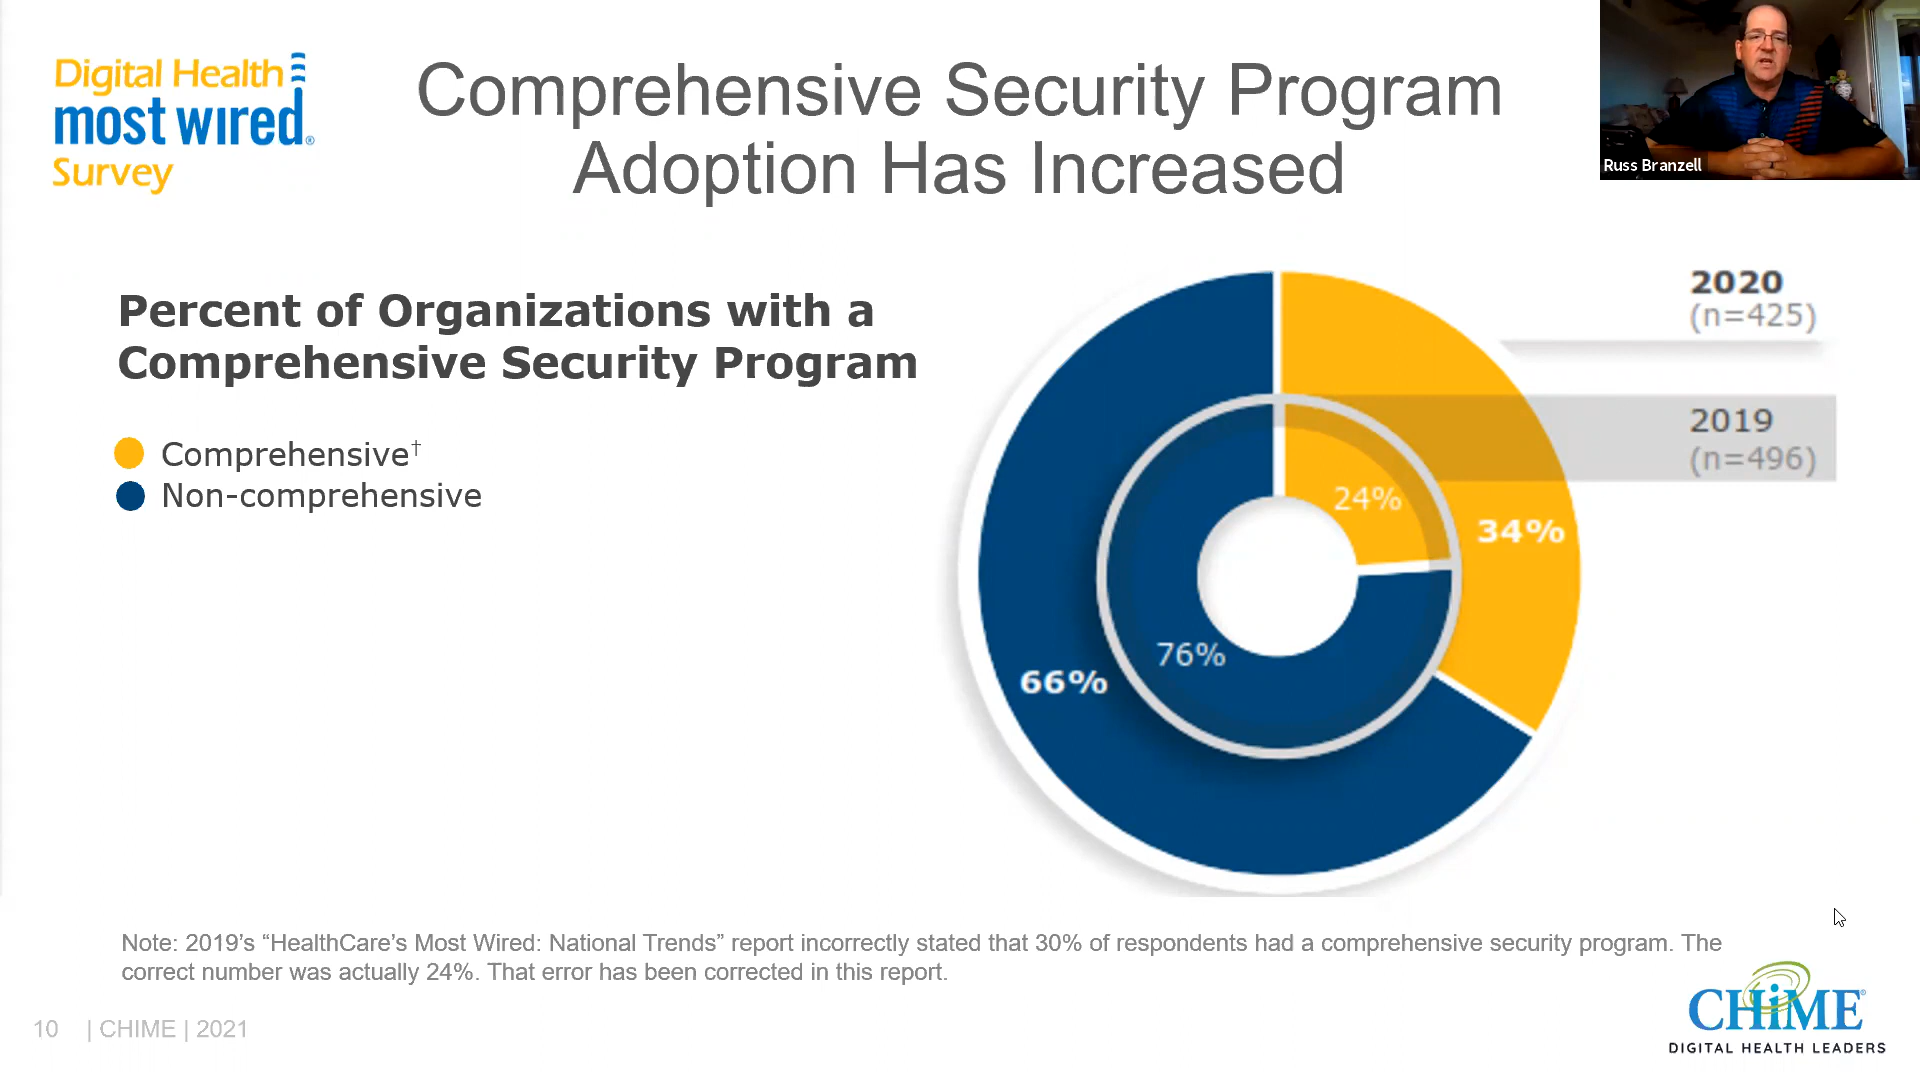 Digital Health
most wired®
Survey
Comprehensive Security Program
Adoption Has Increased
Russ Branzell
Percent of Organizations with a
Comprehensive Security Program
Comprehensive†
Non-comprehensive
2020
(n=425)
2019
(n=496)
24%
34%
76%
66%
Note: 2019’s “HealthCare’s Most Wired: National Trends” report incorrectly stated that 30% of respondents had a comprehensive security program. The
correct number was actually 24%. That error has been corrected in this report.
10 | CHIME | 2021
CHiME®
DIGITAL HEALTH LEADERS